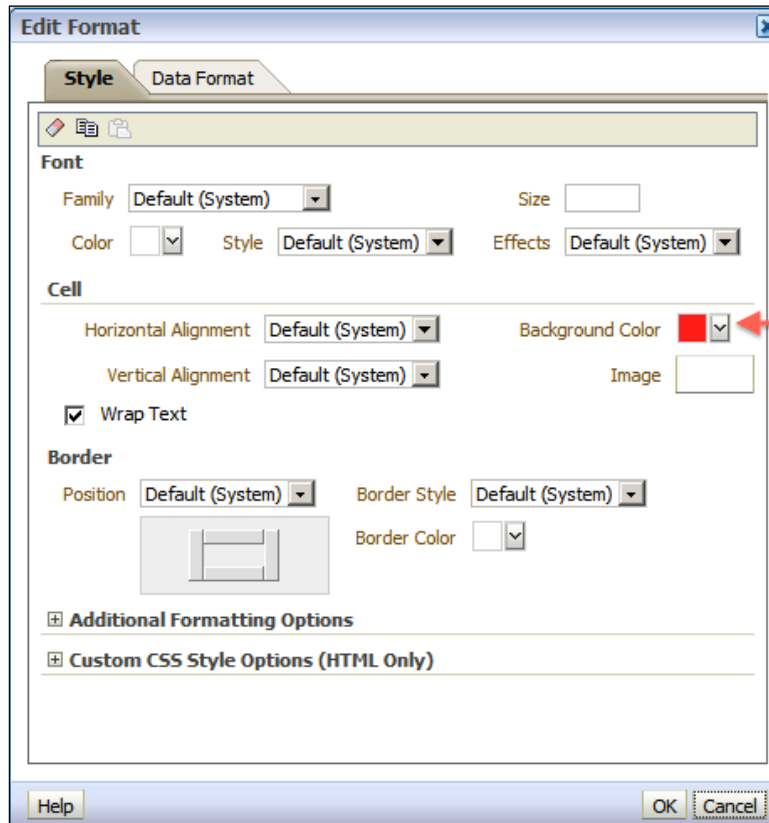 Edit Format
Style Data Format
Font
Family Default (System) Size
Color Style Default (System) Effects Default (System)
Cell
Horizontal Alignment Default (System) Background Color
Vertical Alignment Default (System) Image
Wrap Text
Border
Position Default (System) Border Style Default (System)
Border Color
Additional Formatting Options
Custom CSS Style Options (HTML Only)
Help OK Cancel